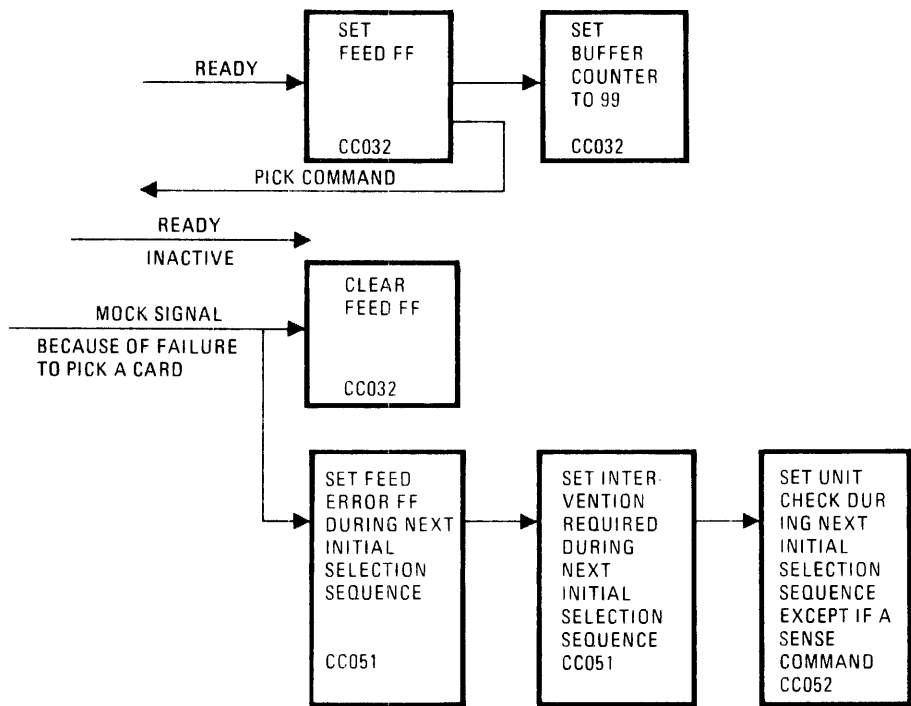 READY
SET
FEED FF
CC032
SET
BUFFER
COUNTER
TO 99
CC032
PICK COMMAND
READY
INACTIVE
MOCK SIGNAL
BECAUSE OF FAILURE
TO PICK A CARD
CLEAR
FEED FF
CC032
SET FEED
ERROR FF
DURING NEXT
INITIAL
SELECTION
SEQUENCE
CC051
SET INTER-
VENTION
REQUIRED
DURING
NEXT
INITIAL
SELECTION
SEQUENCE
CC051
SET UNIT
CHECK DUR
ING NEXT
INITIAL
SELECTION
SEQUENCE
EXCEPT IF A
SENSE
COMMAND
CC052